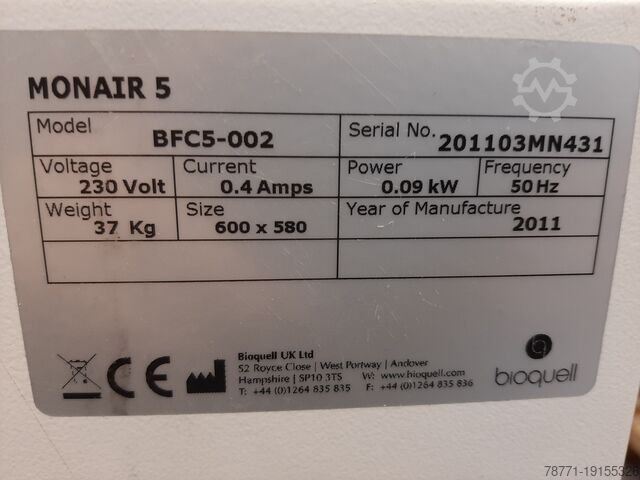 MONAIR 5
Model
BFC5-002
Serial No.
201103MN431
Voltage
230 Volt
Current
0.4 Amps
Power
0.09 kW
Frequency
50 Hz
Weight
37 Kg
Size
600 x 580
Year of Manufacture
2011
CE
Bioquell UK Ltd
52 Royce Close | West Portway | Andover
Hampshire | SP10 3TS W: www.bioquell.com
T: +44 (0)1264 835 835 F: +44 (0)1264 835 836
bioquell
78771-19155326